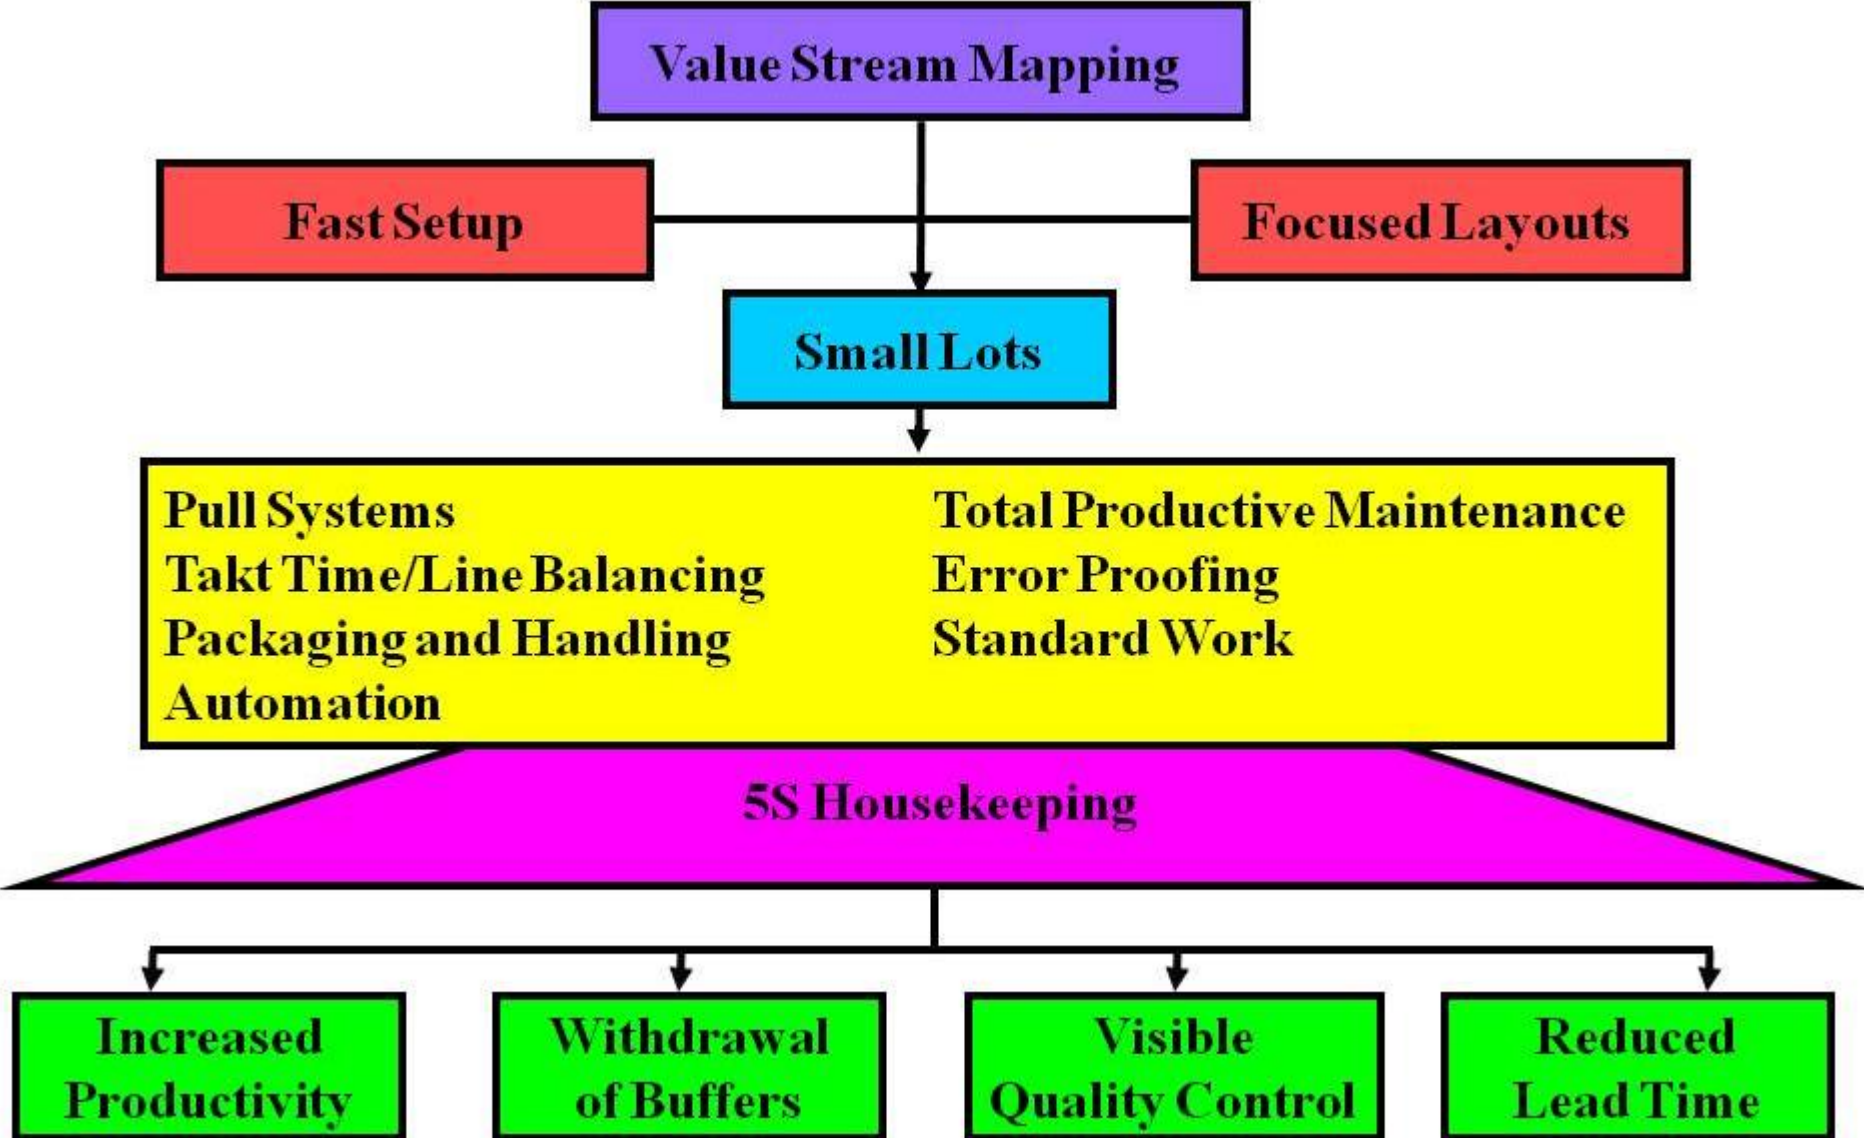 Value Stream Mapping
Fast Setup
Focused Layouts
Small Lots
Pull Systems
Takt Time/Line Balancing
Packaging and Handling
Automation
Total Productive Maintenance
Error Proofing
Standard Work
5S Housekeeping
Increased
Productivity
Withdrawal
of Buffers
Visible
Quality Control
Reduced
Lead Time